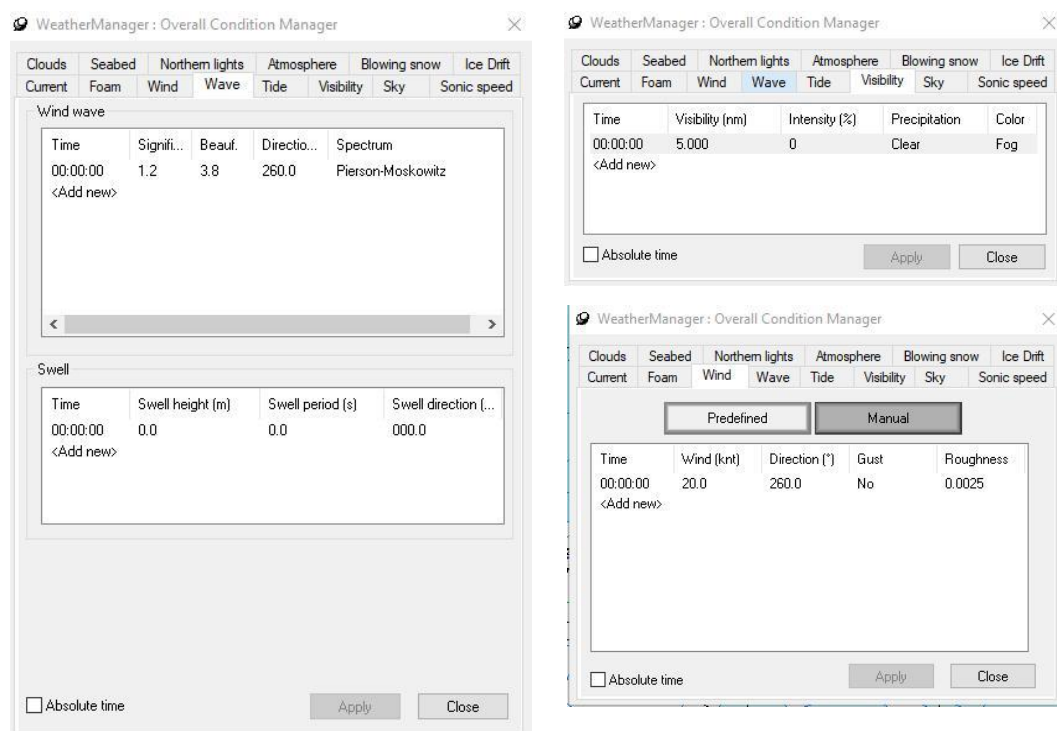 WeatherManager : Overall Condition Manager
Clouds Seabed Northern lights Atmosphere Blowing snow Ice Drift
Current Foam Wind Wave Tide Visibility Sky Sonic speed
Wind wave
Time Signifi... Beauf. Directio... Spectrum
00:00:00 1.2 3.8 260.0 Pierson-Moskowitz
<Add new>
Swell
Time Swell height (m) Swell period (s) Swell direction (...
00:00:00 0.0 0.0 000.0
<Add new>
Absolute time Apply Close
WeatherManager : Overall Condition Manager
Clouds Seabed Northern lights Atmosphere Blowing snow Ice Drift
Current Foam Wind Wave Tide Visibility Sky Sonic speed
Time Visibility (nm) Intensity (%) Precipitation Color
00:00:00 5.000 0 Clear Fog
<Add new>
Absolute time Apply Close
WeatherManager : Overall Condition Manager
Clouds Seabed Northern lights Atmosphere Blowing snow Ice Drift
Current Foam Wind Wave Tide Visibility Sky Sonic speed
Predefined Manual
Time Wind (knt) Direction (°) Gust Roughness
00:00:00 20.0 260.0 No 0.0025
<Add new>
Absolute time Apply Close